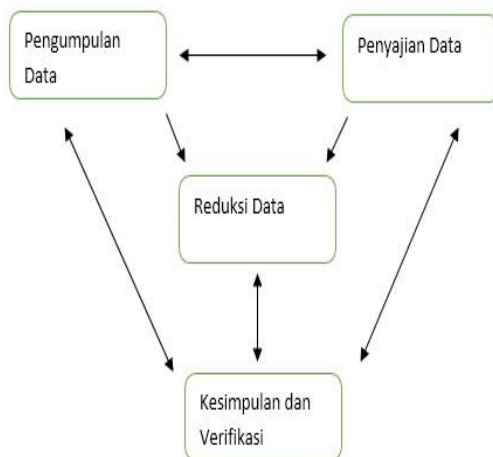 Pengumpulan
Data
Penyajian Data
Reduksi Data
Kesimpulan dan
Verifikasi